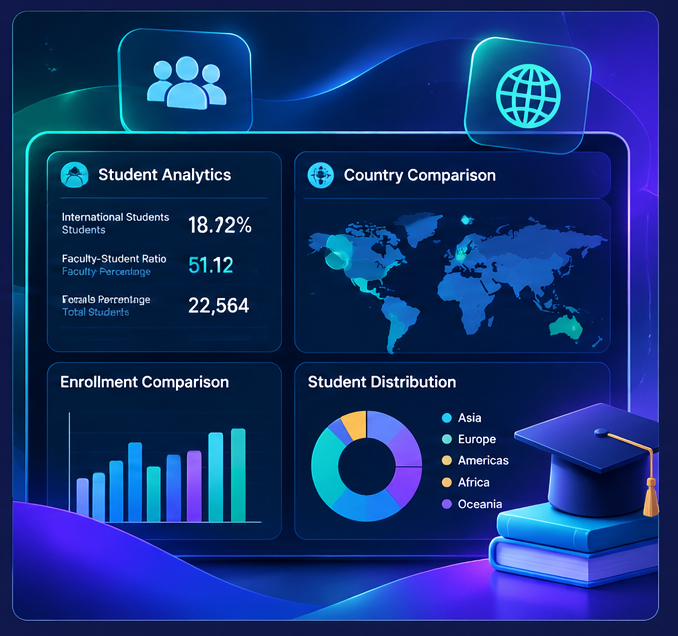 Student Analytics
Country Comparison
International Students
Students
18.72%
Faculty-Student Ratio
Faculty Percentage
51.12
Percentage
Total Students
22,564
Enrollment Comparison
Student Distribution
Asia
Europe
Americas
Africa
Oceania